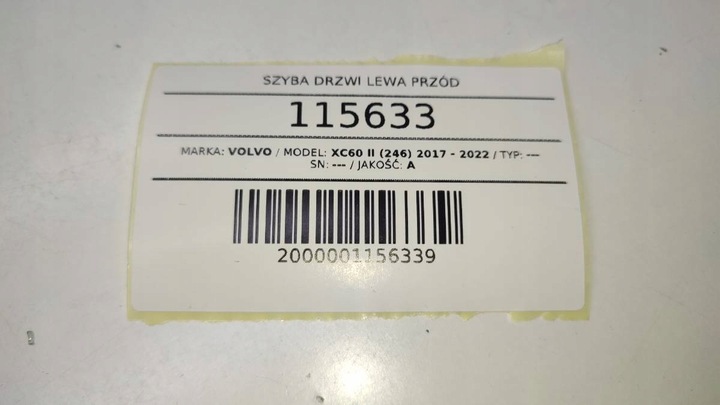 SZYBA DRZWI LEWA PRZÓD
115633
MARKA: VOLVO / MODEL: XC60 II (246) 2017 - 2022 / TYP: ---
SN: --- / JAKOŚĆ: A
2000001156339